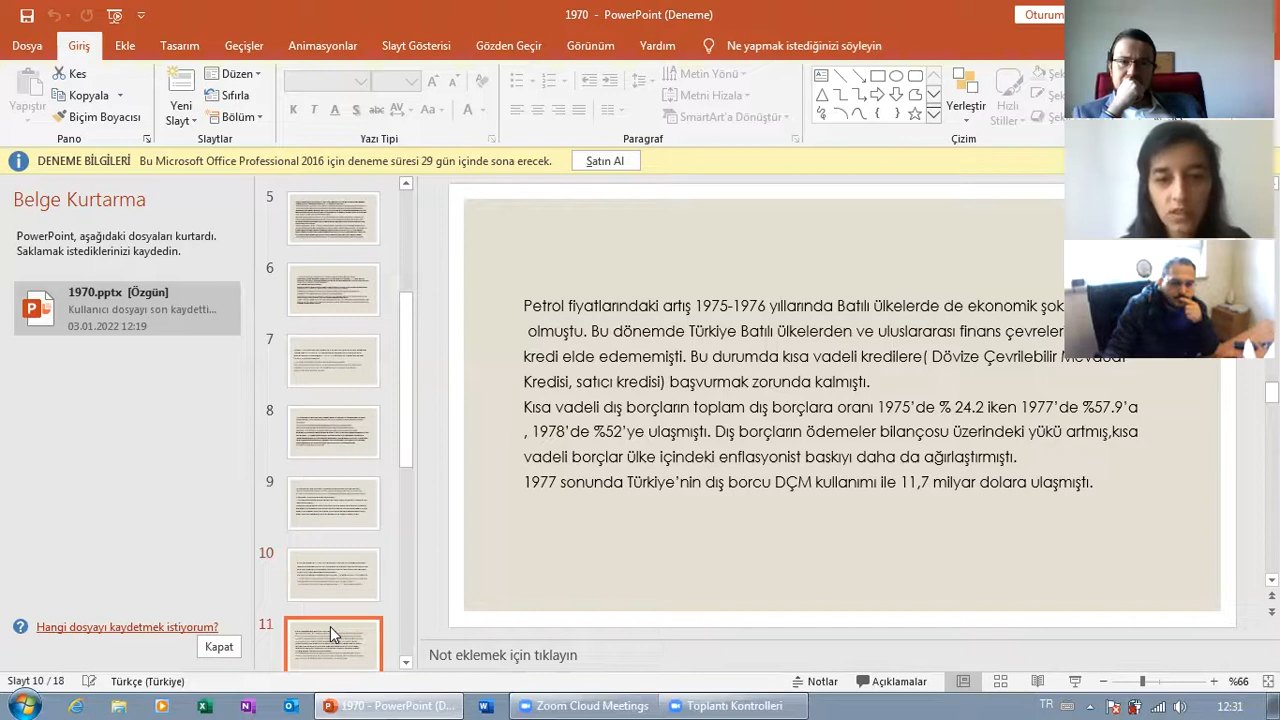 1970 - PowerPoint (Deneme)
Oturum
Dosya Giriş Ekle Tasarım Geçişler Animasyonlar Slayt Gösterisi Gözden Geçir Görünüm Yardım Ne yapmak istediğinizi söyleyin
Yapıştır
Kes
Kopyala
Biçim Boyacısı
Pano
Yeni
Slayt
Düzen
Sıfırla
Bölüm
Slaytlar
K T A S abc AV Aa A
Yazı Tipi
Metin Yönü
Metni Hizala
SmartArt'a Dönüştür
Paragraf
Yerleştir
Hızlı
Stiller
Çizim
DENEME BİLGİLERİ Bu Microsoft Office Professional 2016 için deneme süresi 29 gün içinde sona erecek. Satın Al
Belge Kurtarma
PowerPoint, aşağıdaki dosyaları kurtardı.
Saklamak istediklerinizi kaydedin.
1970.pptx [Özgün]
Kullanıcı dosyayı son kaydetti...
03.01.2022 12:19
Hangi dosyayı kaydetmek istiyorum?
Kapat
5
6
7
8
9
10
11
Petrol fiyatlarındaki artış 1975-1976 yıllarında Batılı ülkelerde de ekonomik şok
olmuştu. Bu dönemde Türkiye Batılı ülkelerden ve uluslararası finans
kredi elde edememişti. Bu durumda kısa vadeli kredilere( Dövize Çevrilebilir
Kredisi, satıcı kredisi) başvurmak zorunda kalmıştı.
Kısa vadeli dış borçların toplam dış borçlara oranı 1975'de % 24.2 iken 1977'de %57.9'a
, 1978'de %52'ye ulaşmıştı. Dış borçların ödemeler bilançosu üzerindeki yükü artmış,kısa
vadeli borçlar ülke içindeki enflasyonist baskıyı daha da ağırlaştırmıştı.
1977 sonunda Türkiye'nin dış borcu DÇM kullanımı ile 11,7 milyar dolara ulaşmıştı.
Not eklemek için tıklayın
Slayt 10 / 18 Türkçe (Türkiye) Notlar Açıklamalar %66
1970 - PowerPoint (D... Zoom Cloud Meetings Toplantı Kontrolleri TR 12:31